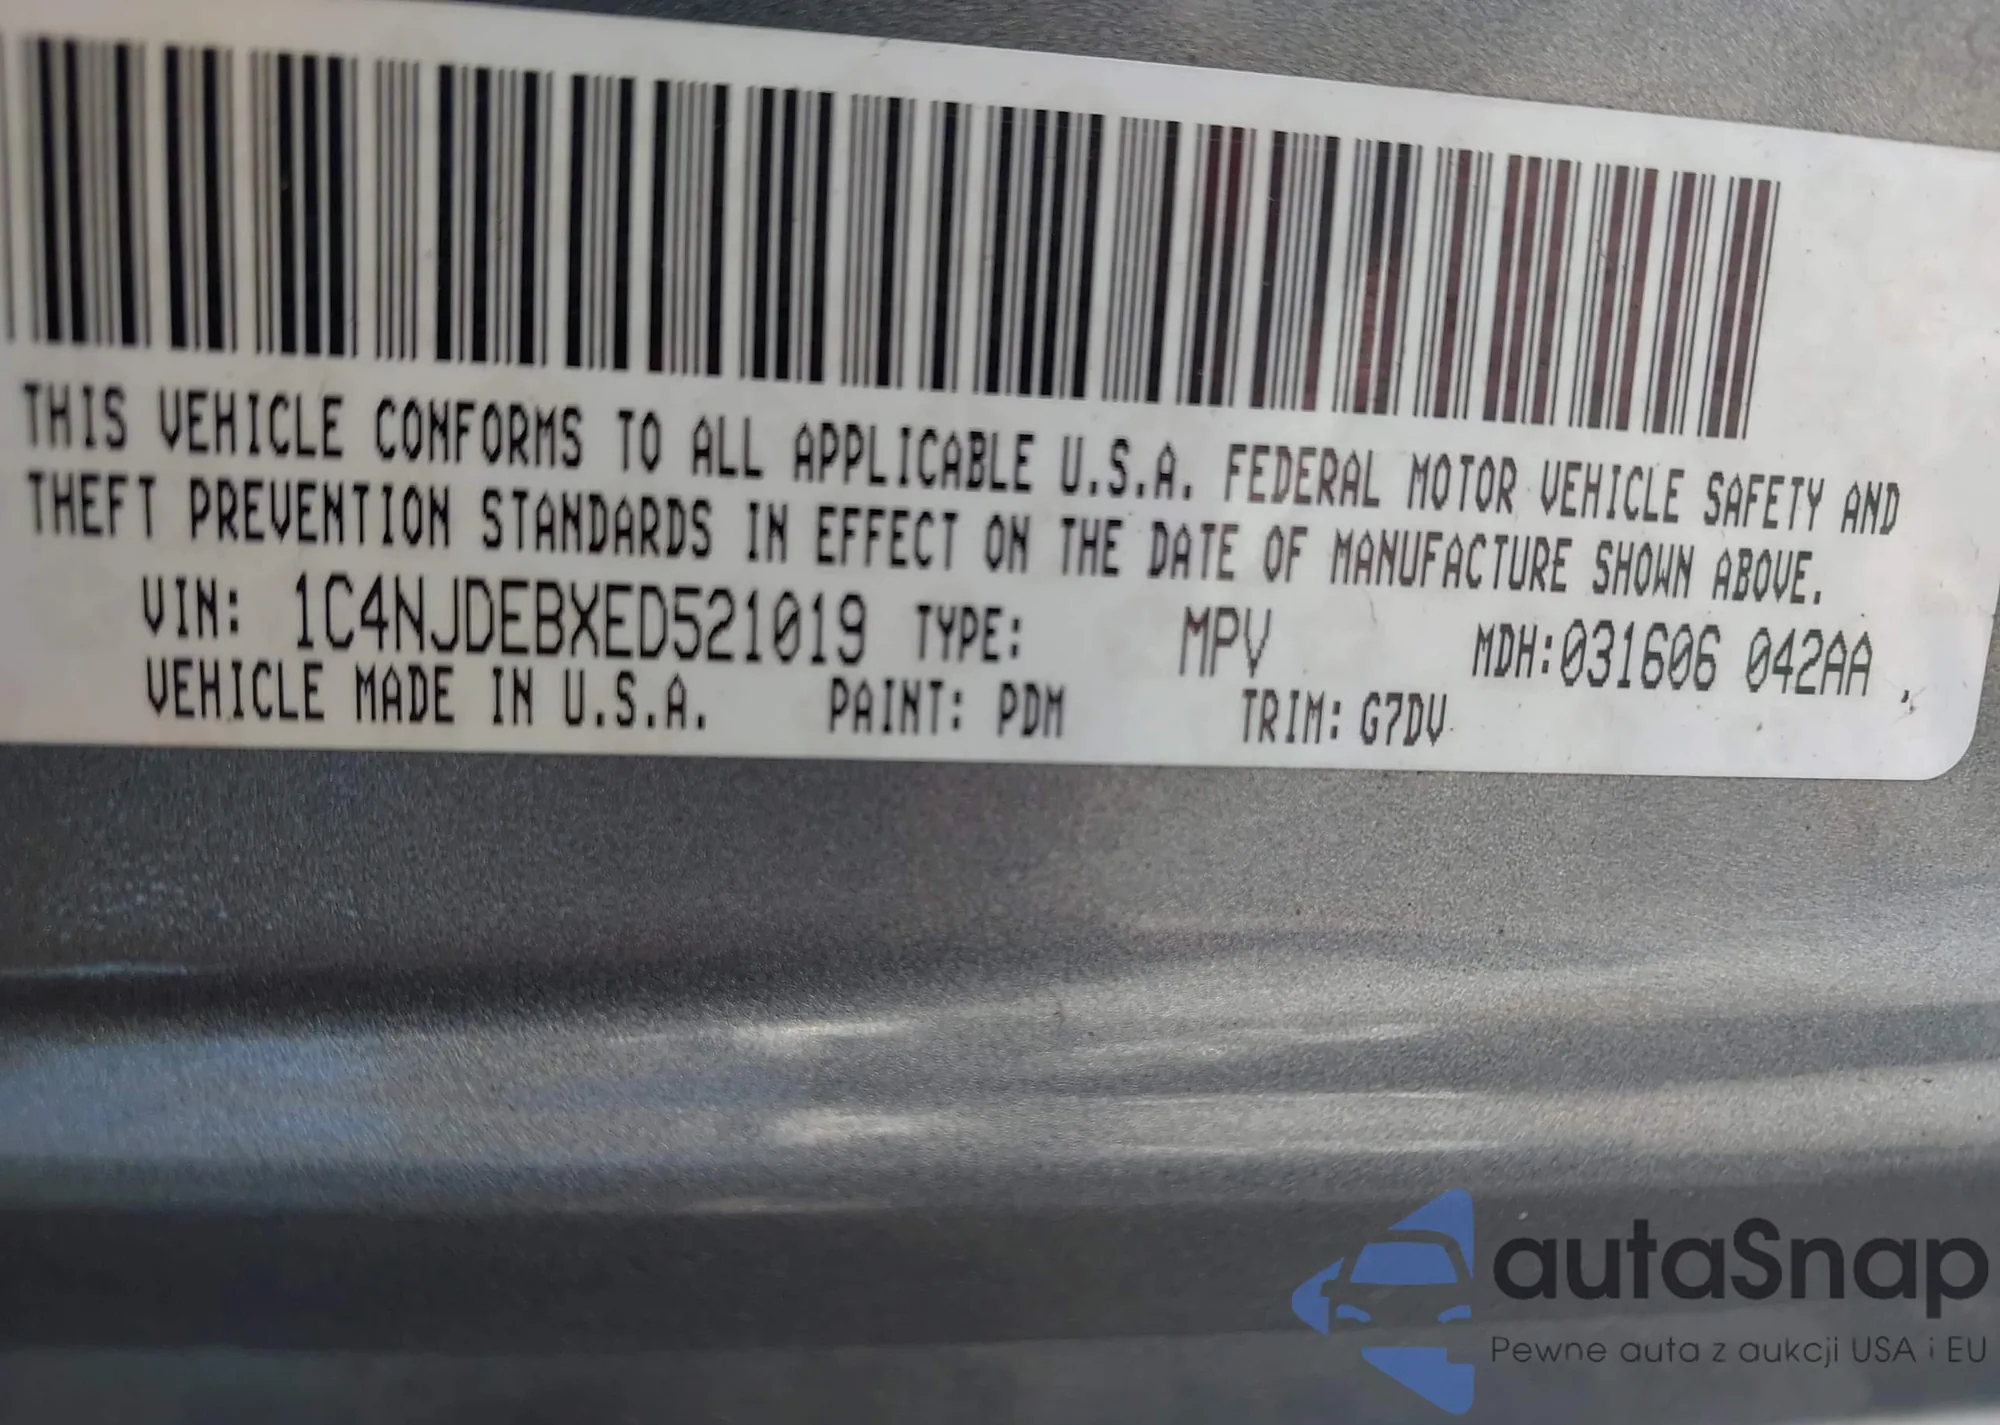 THIS VEHICLE CONFORMS TO ALL APPLICABLE U.S.A. FEDERAL MOTOR VEHICLE SAFETY AND
THEFT PREVENTION STANDARDS IN EFFECT ON THE DATE OF MANUFACTURE SHOWN ABOVE.
VIN: 1C4NJDEBXED521019 TYPE: MPV MDH:031606 042AA
VEHICLE MADE IN U.S.A. PAINT: PDM TRIM: G7DV
autaSnap
Pewne auta z aukcji USA i EU